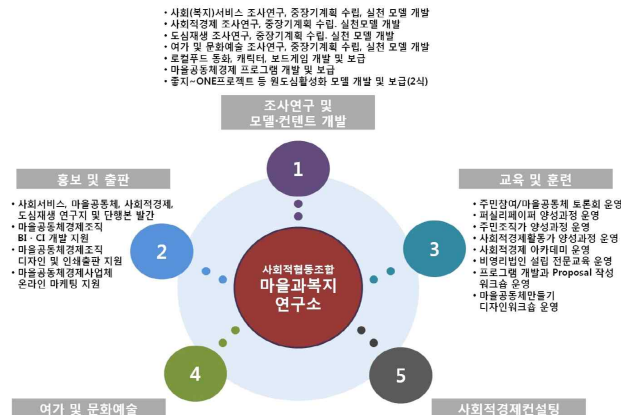 • 사회(복지)서비스 조사연구, 중장기계획 수립, 실천 모델 개발
• 사회적경제 조사연구, 중장기계획 수립. 실천모델 개발
• 도심재생 조사연구, 중장기계획 수립. 실천 모델 개발
• 여가 및 문화예술 조사연구, 중장기계획 수립, 실천 모델 개발
• 로컬푸드 동화, 캐릭터, 보드게임 개발 및 보급
• 마을공동체경제 프로그램 개발 및 보급
• 좋지~ONE프로젝트 등 원도심활성화 모델 개발 및 보급(2식)
조사연구 및
모델·컨텐트 개발
1
홍보 및 출판
• 사회서비스, 마을공동체, 사회적경제,
도심재생 연구지 및 단행본 발간
• 마을공동체경제조직
BI · CI 개발 지원
• 마을공동체경제조직
디자인 및 인쇄출판 지원
• 마을공동체경제사업체
온라인 마케팅 지원
2
교육 및 훈련
• 주민참여/마을공동체 토론회 운영
• 퍼실리페이퍼 양성과정 운영
• 주민조직가 양성과정 운영
• 사회적경제활동가 양성과정 운영
• 사회적경제 아카데미 운영
• 비영리법인 설립 전문교육 운영
• 프로그램 개발과 Proposal 작성
워크숍 운영
• 마을공동체만들기
디자인워크숍 운영
3
사회적협동조합
마을과복지
연구소
4
5
여가 및 문화예술
사회적경제컨설팅